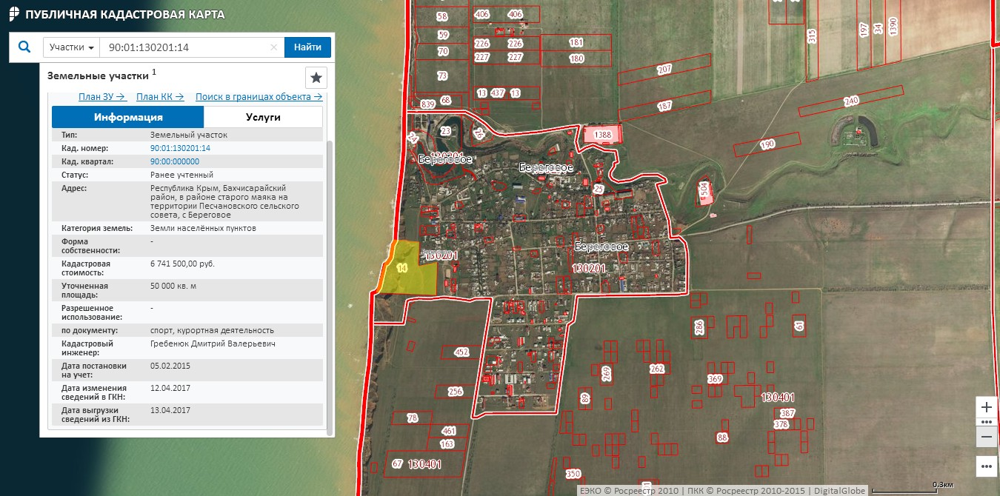 ПУБЛИЧНАЯ КАДАСТРОВАЯ КАРТА
Участки 90:01:130201:14 × Найти
Земельные участки 1
План ЗУ → План КК → Поиск в границах объекта →
Информация Услуги
Тип: Земельный участок
Кад. номер: 90:01:130201:14
Кад. квартал: 90:00:000000
Статус: Ранее учтенный
Адрес: Республика Крым, Бахчисарайский
район, в районе старого маяка на
территории Песчановского сельского
совета, с Береговое
Категория земель: Земли населённых пунктов
Форма -
собственности:
Кадастровая 6 741 500,00 руб.
стоимость:
Уточненная 50 000 кв. м
площадь:
Разрешенное -
использование:
по документу: спорт, курортная деятельность
Кадастровый Гребенюк Дмитрий Валерьевич
инженер:
Дата постановки 05.02.2015
на учет:
Дата изменения 12.04.2017
сведений в ГКН:
Дата выгрузки 13.04.2017
сведений из ГКН:
58
406 406
59
226 226
181
70
227 227
180
73
13 437 13
68
839
315
197
34
1390
207
187
240
190
24
23
26
1388
Береговое
Береговое
25
504
Береговое
130201
130201
14
452
256
78
461
163
67 130401
286
61
269
262
369
89
130401
387
378
88
350
0.3км
ЕЭКО © Росреестр 2010 | ПКК © Росреестр 2010-2015 | DigitalGlobe